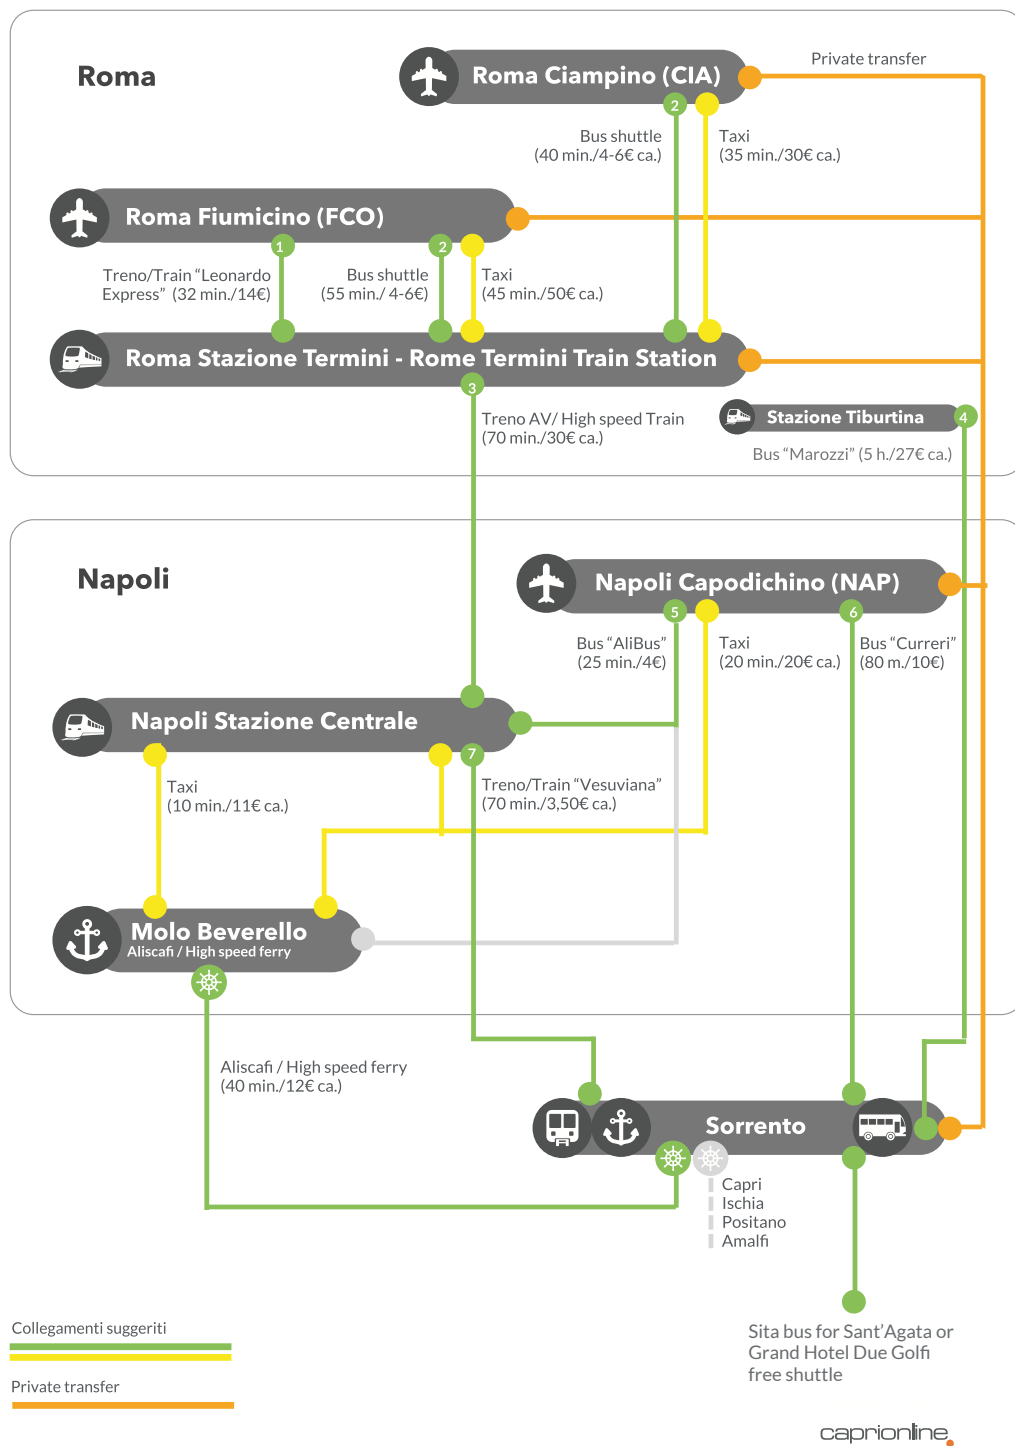 Roma
Roma Ciampino (CIA)
Private transfer
2
Bus shuttle
(40 min./4-6€ ca.)
Taxi
(35 min./30€ ca.)
Roma Fiumicino (FCO)
1
2
Treno/Train “Leonardo
Express” (32 min./14€)
Bus shuttle
(55 min./ 4-6€)
Taxi
(45 min./50€ ca.)
Roma Stazione Termini - Rome Termini Train Station
3
Treno AV/ High speed Train
(70 min./30€ ca.)
Stazione Tiburtina
4
Bus “Marozzi” (5 h./27€ ca.)
Napoli
Napoli Capodichino (NAP)
5
6
Bus “AliBus”
(25 min./4€)
Taxi
(20 min./20€ ca.)
Bus “Curreri”
(80 m./10€)
Napoli Stazione Centrale
7
Taxi
(10 min./11€ ca.)
Treno/Train “Vesuviana”
(70 min./3,50€ ca.)
Molo Beverello
Aliscafi / High speed ferry
Aliscafi / High speed ferry
(40 min./12€ ca.)
Sorrento
Capri
Ischia
Positano
Amalfi
Collegamenti suggeriti
Private transfer
Sita bus for Sant’Agata or
Grand Hotel Due Golfi
free shuttle
caprionline.